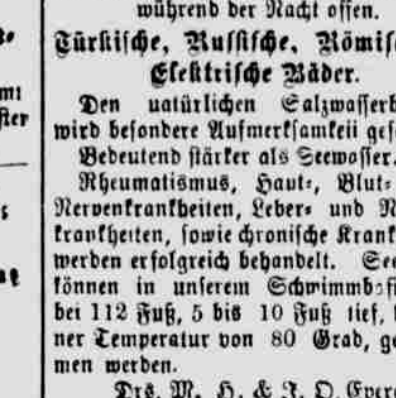 während der Nacht offen.
Türkische, Russische, Römis
Elektrische Bäder.
Den natürlichen Salzwasserb
wird besondere Aufmerksamkeit gesc
Bedeutend stärker als Seewasser.
Rheumatismus, Haut-, Blut-
Nervenkrankheiten, Leber- und N
krankheiten, sowie chronische Krank
werden erfolgreich behandelt. See
können in unserem Schwimmb
bei 112 Fuß, 5 bis 10 Fuß tief,
ner Temperatur von 80 Grad, ge
men werden.
Drs. M. H. & J. O.